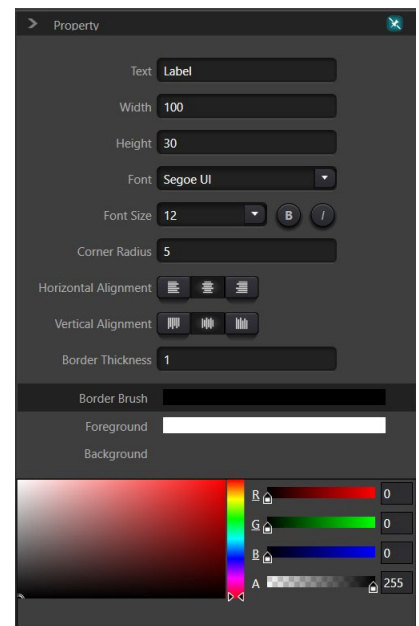 Property
Text Label
Width 100
Height 30
Font Segoe UI
Font Size 12 B I
Corner Radius 5
Horizontal Alignment
Vertical Alignment
Border Thickness 1
Border Brush
Foreground
Background
R 0
G 0
B 0
A 255